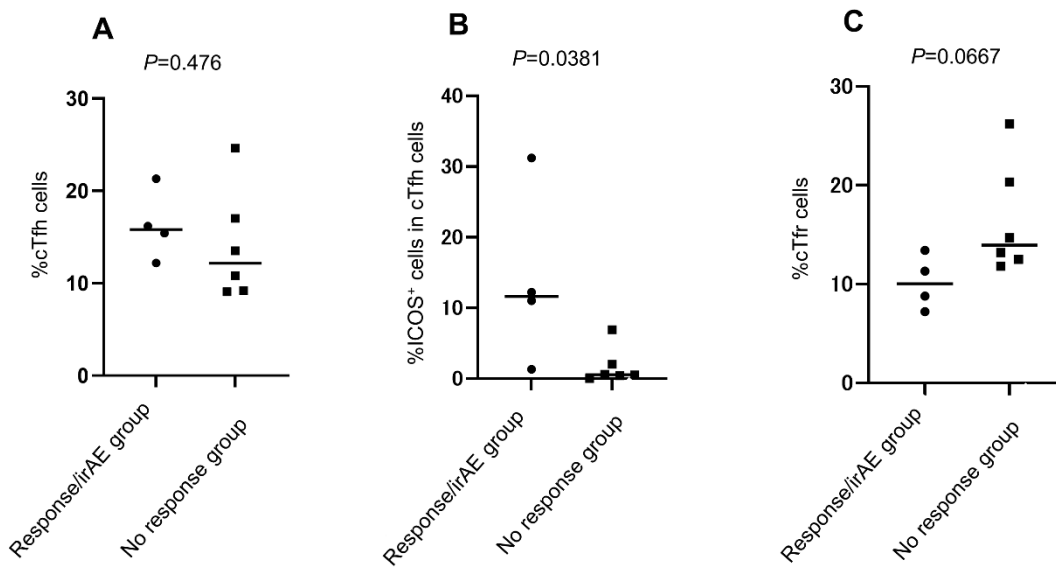 A
P=0.476
30
20
10
0
%cTfh cells
Response/irAE group
No response group
B
P=0.0381
40
30
20
10
0
%ICOS⁺ cells in cTfh cells
Response/irAE group
No response group
C
P=0.0667
30
20
10
0
%cTfr cells
Response/irAE group
No response group